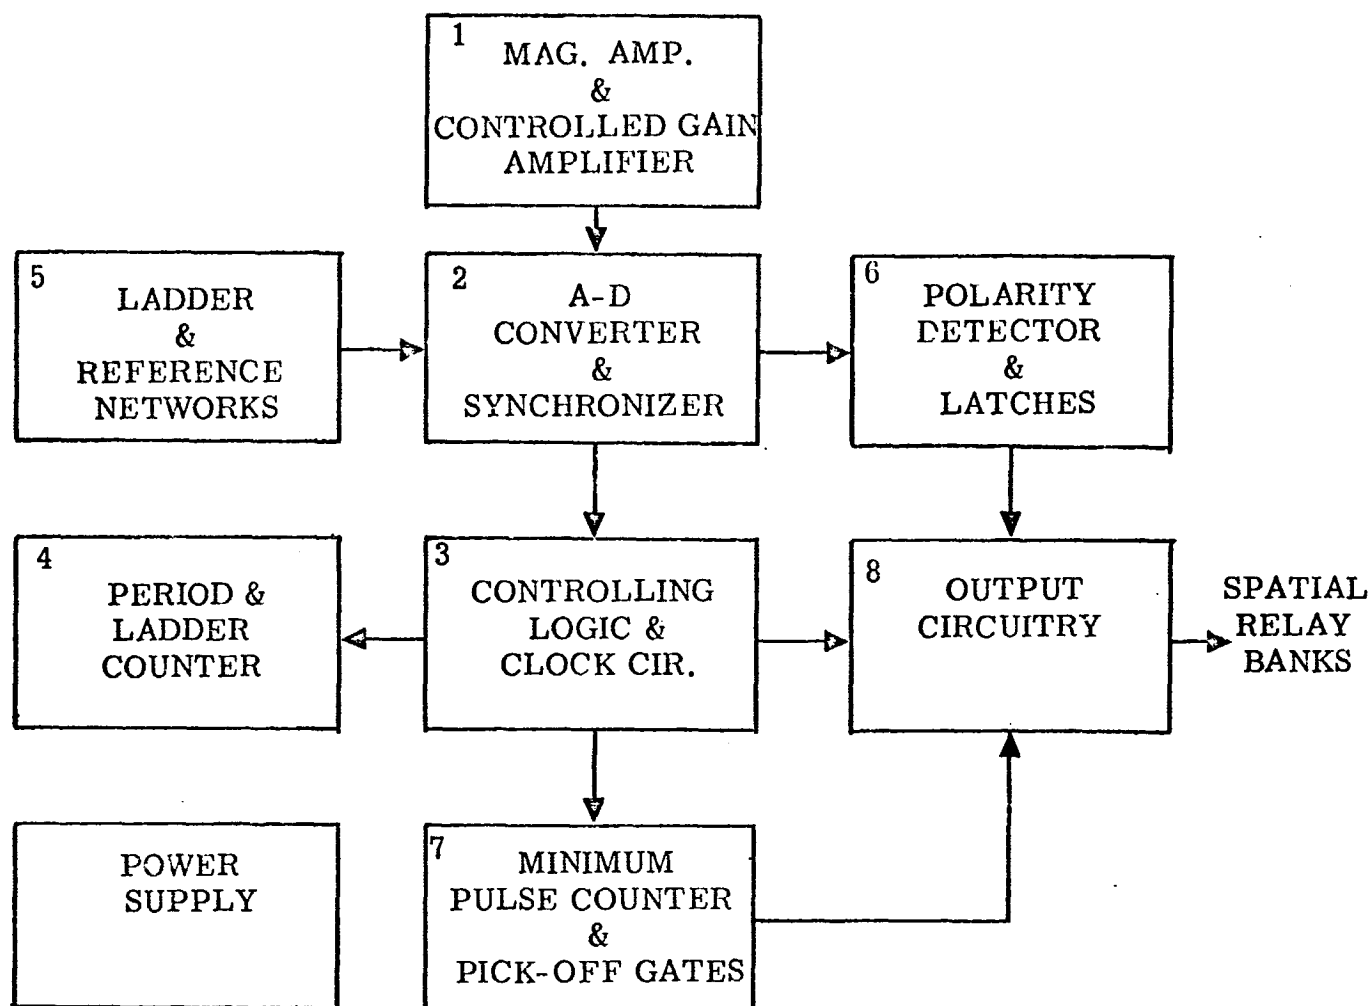 1
MAG. AMP.
&
CONTROLLED GAIN
AMPLIFIER
5
LADDER
&
REFERENCE
NETWORKS
2
A-D
CONVERTER
&
SYNCHRONIZER
6
POLARITY
DETECTOR
&
LATCHES
4
PERIOD &
LADDER
COUNTER
3
CONTROLLING
LOGIC &
CLOCK CIR.
8
OUTPUT
CIRCUITRY
SPATIAL
RELAY
BANKS
POWER
SUPPLY
7
MINIMUM
PULSE COUNTER
&
PICK-OFF GATES